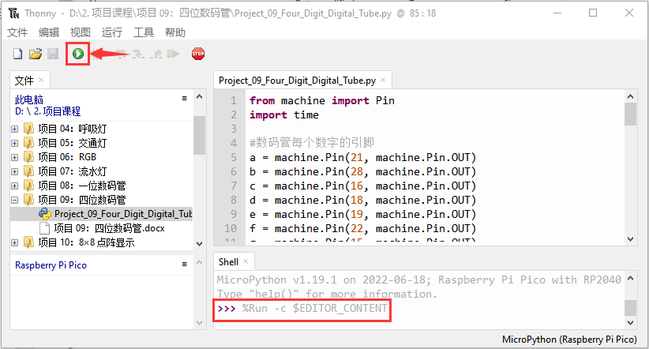 Thonny - D:\2.项目课程\项目 09: 四位数码管\Project_09_Four_Digit_Digital_Tube.py @ 85:18
文件 编辑 视图 运行 工具 帮助
STOP
文件
此电脑
D: \ 2.项目课程
项目 04: 呼吸灯
项目 05: 交通灯
项目 06: RGB
项目 07: 流水灯
项目 08: 一位数码管
项目 09: 四位数码管
Project_09_Four_Digit_Digital_Tub
项目 09: 四位数码管.docx
项目 10: 8×8点阵显示
Raspberry Pi Pico
Project_09_Four_Digit_Digital_Tube.py
1 from machine import Pin
2 import time
3
4 #数码管每个数字的引脚
5 a = machine.Pin(21, machine.Pin.OUT)
6 b = machine.Pin(28, machine.Pin.OUT)
7 c = machine.Pin(16, machine.Pin.OUT)
8 d = machine.Pin(18, machine.Pin.OUT)
9 e = machine.Pin(19, machine.Pin.OUT)
10 f = machine.Pin(22, machine.Pin.OUT)
Shell
MicroPython v1.19.1 on 2022-06-18; Raspberry Pi Pico with RP2040
Type "help()" for more information.
>>> %Run -c $EDITOR_CONTENT
MicroPython (Raspberry Pi Pico)